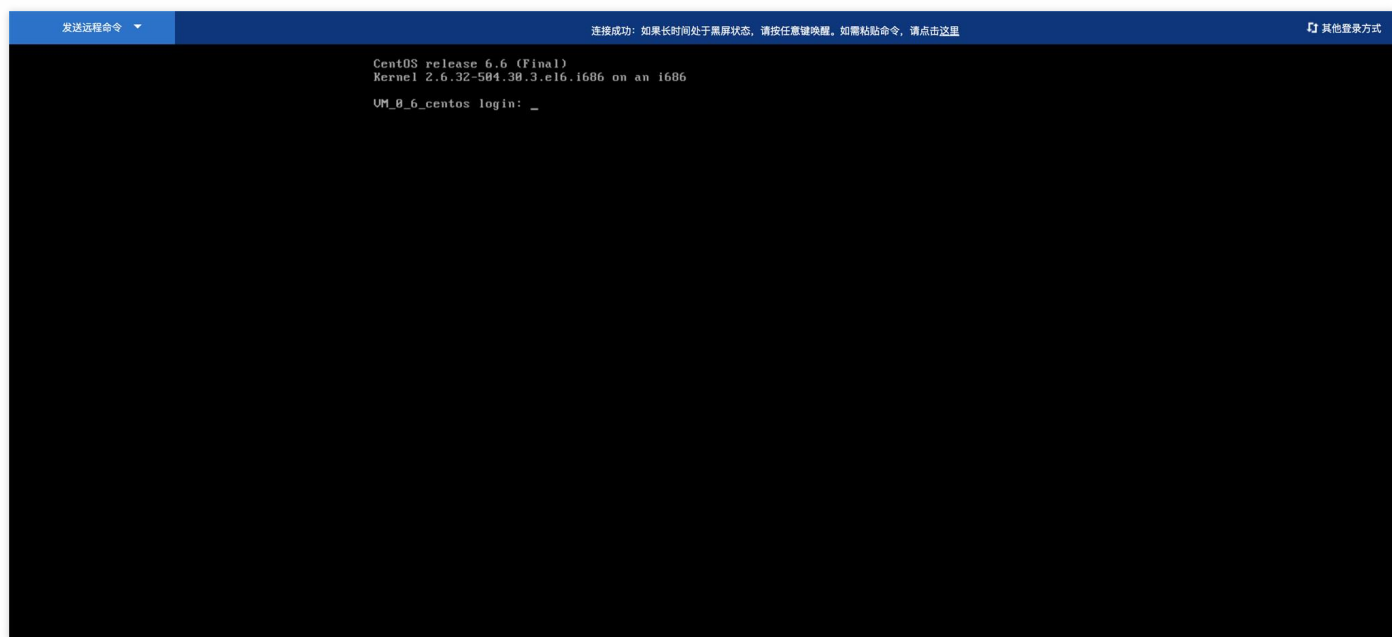 发送远程命令
连接成功：如果长时间处于黑屏状态，请按任意键唤醒。如需粘贴命令，请点击这里
其他登录方式
CentOS release 6.6 (Final)
Kernel 2.6.32-504.30.3.el6.i686 on an i686
VM_0_6_centos login: _